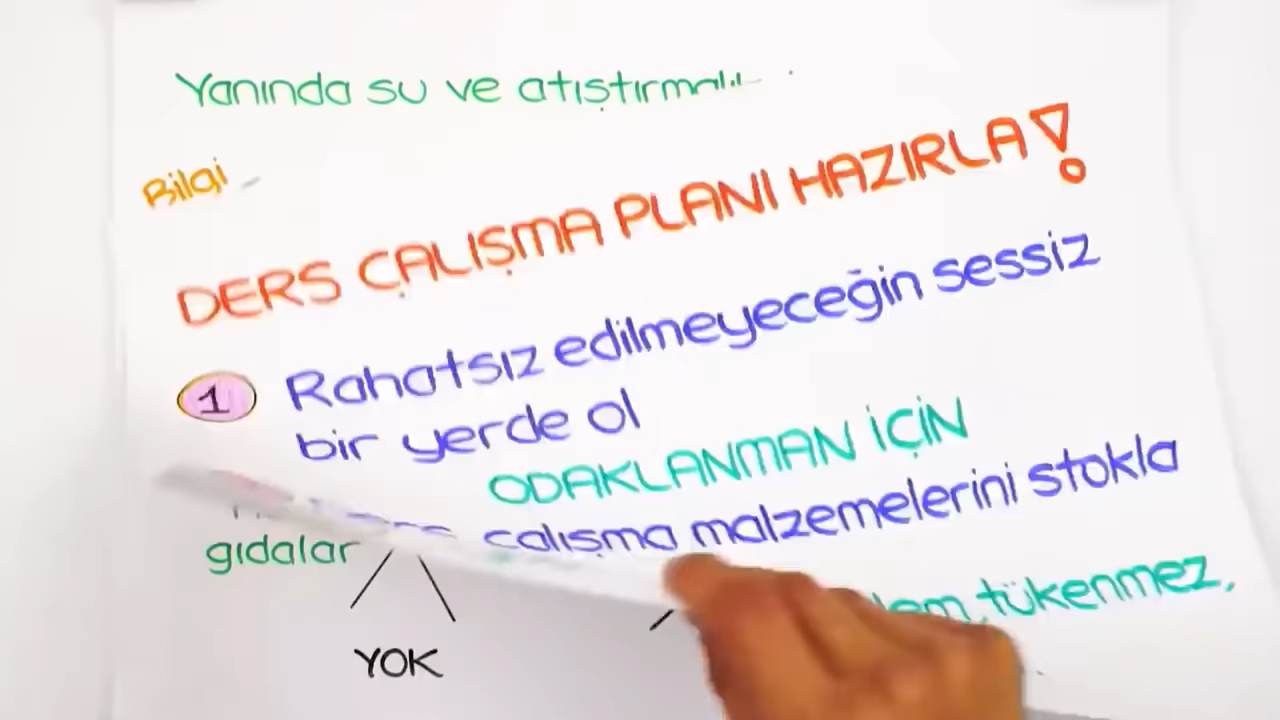 Yanında su ve
Bilgi
DERS ÇALIŞMA PLANI HAZIRLA!
1 Rahatsız edilmeyeceğin sessiz
bir yerde ol
ODAKLANMAN İÇİN
çalışma malzemelerini stokla
gıdalar
tükenmez,
YOK